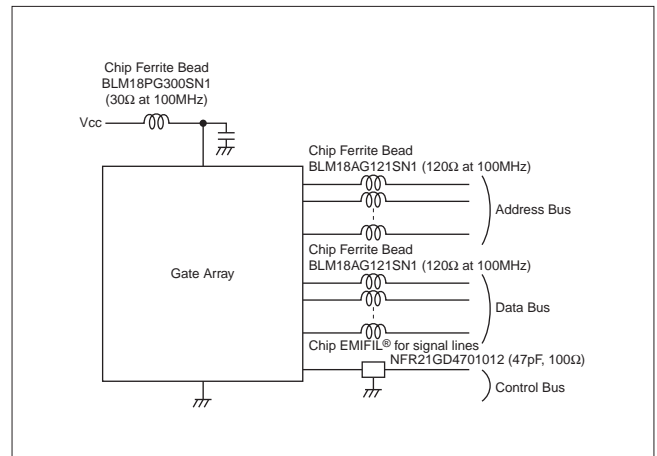 Chip Ferrite Bead
BLM18PG300SN1
(30Ω at 100MHz)
Vcc
Chip Ferrite Bead
BLM18AG121SN1 (120Ω at 100MHz)
Address Bus
Chip Ferrite Bead
BLM18AG121SN1 (120Ω at 100MHz)
Gate Array
Data Bus
Chip EMIFIL® for signal lines
NFR21GD4701012 (47pF, 100Ω)
Control Bus